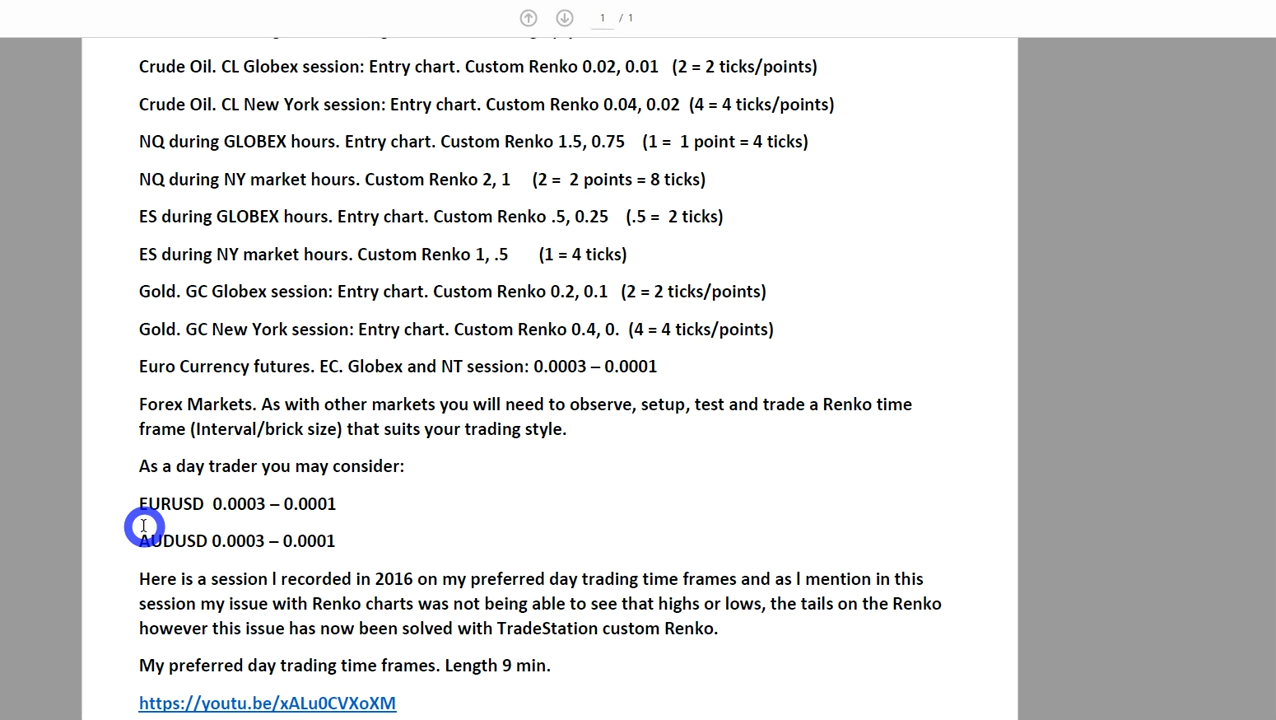 1 / 1
Crude Oil. CL Globex session: Entry chart. Custom Renko 0.02, 0.01 (2 = 2 ticks/points)
Crude Oil. CL New York session: Entry chart. Custom Renko 0.04, 0.02 (4 = 4 ticks/points)
NQ during GLOBEX hours. Entry chart. Custom Renko 1.5, 0.75 (1 = 1 point = 4 ticks)
NQ during NY market hours. Custom Renko 2, 1 (2 = 2 points = 8 ticks)
ES during GLOBEX hours. Entry chart. Custom Renko .5, 0.25 (.5 = 2 ticks)
ES during NY market hours. Custom Renko 1, .5 (1 = 4 ticks)
Gold. GC Globex session: Entry chart. Custom Renko 0.2, 0.1 (2 = 2 ticks/points)
Gold. GC New York session: Entry chart. Custom Renko 0.4, 0. (4 = 4 ticks/points)
Euro Currency futures. EC. Globex and NT session: 0.0003 – 0.0001
Forex Markets. As with other markets you will need to observe, setup, test and trade a Renko time
frame (Interval/brick size) that suits your trading style.
As a day trader you may consider:
EURUSD 0.0003 – 0.0001
AUDUSD 0.0003 – 0.0001
Here is a session I recorded in 2016 on my preferred day trading time frames and as I mention in this
session my issue with Renko charts was not being able to see that highs or lows, the tails on the Renko
however this issue has now been solved with TradeStation custom Renko.
My preferred day trading time frames. Length 9 min.
https://youtu.be/xALu0CVXoXM